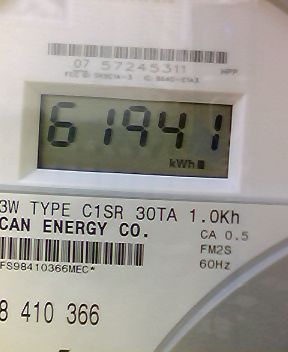 07 57245311 HPP
61941
kWh
3W TYPE C1SR 30TA 1.0Kh
CAN ENERGY CO. CA 0.5
FM2S
FS98410366MEC* 60Hz
8 410 366